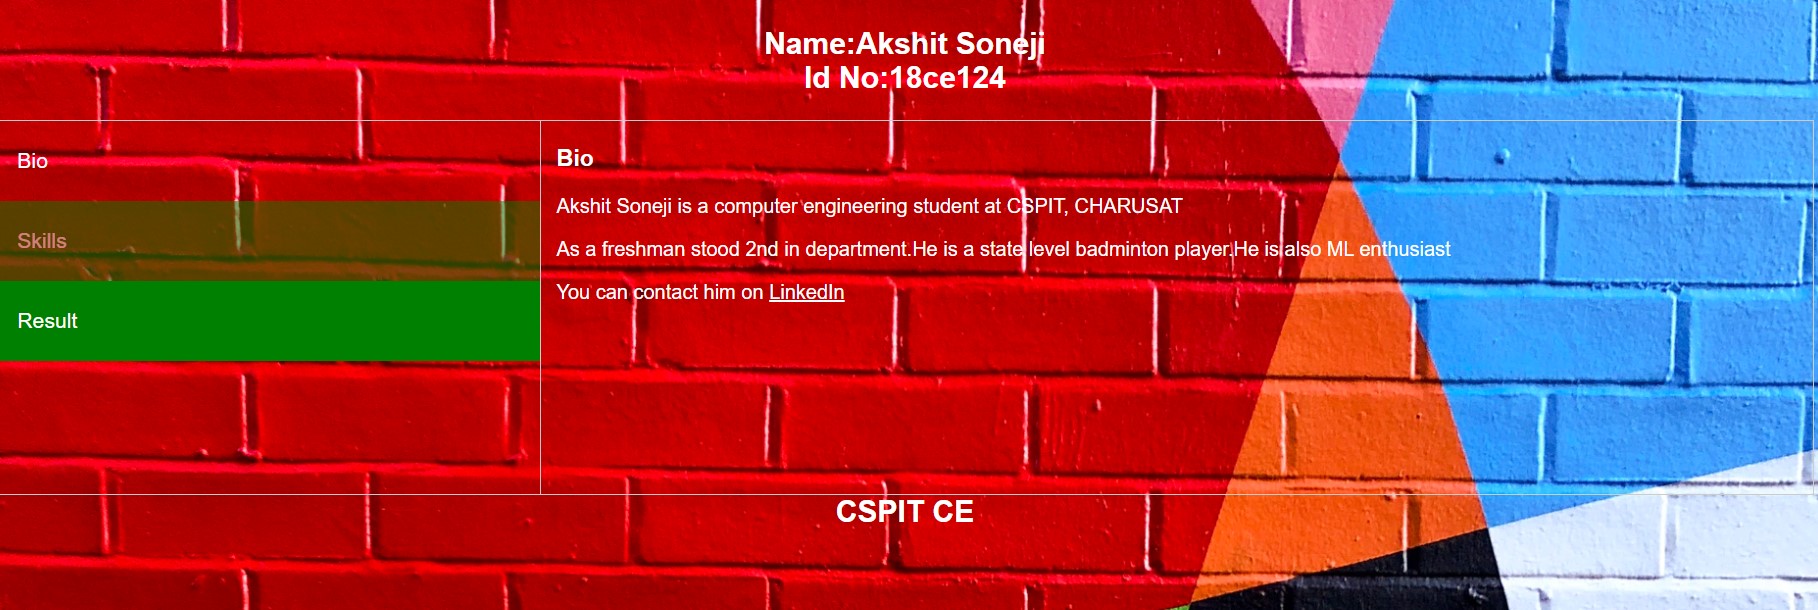 Name:Akshit Soneji
Id No:18ce124
Bio
Skills
Result
Bio
Akshit Soneji is a computer engineering student at CSPIT, CHARUSAT
As a freshman stood 2nd in department.He is a state level badminton player.He is also ML enthusiast
You can contact him on LinkedIn
CSPIT CE